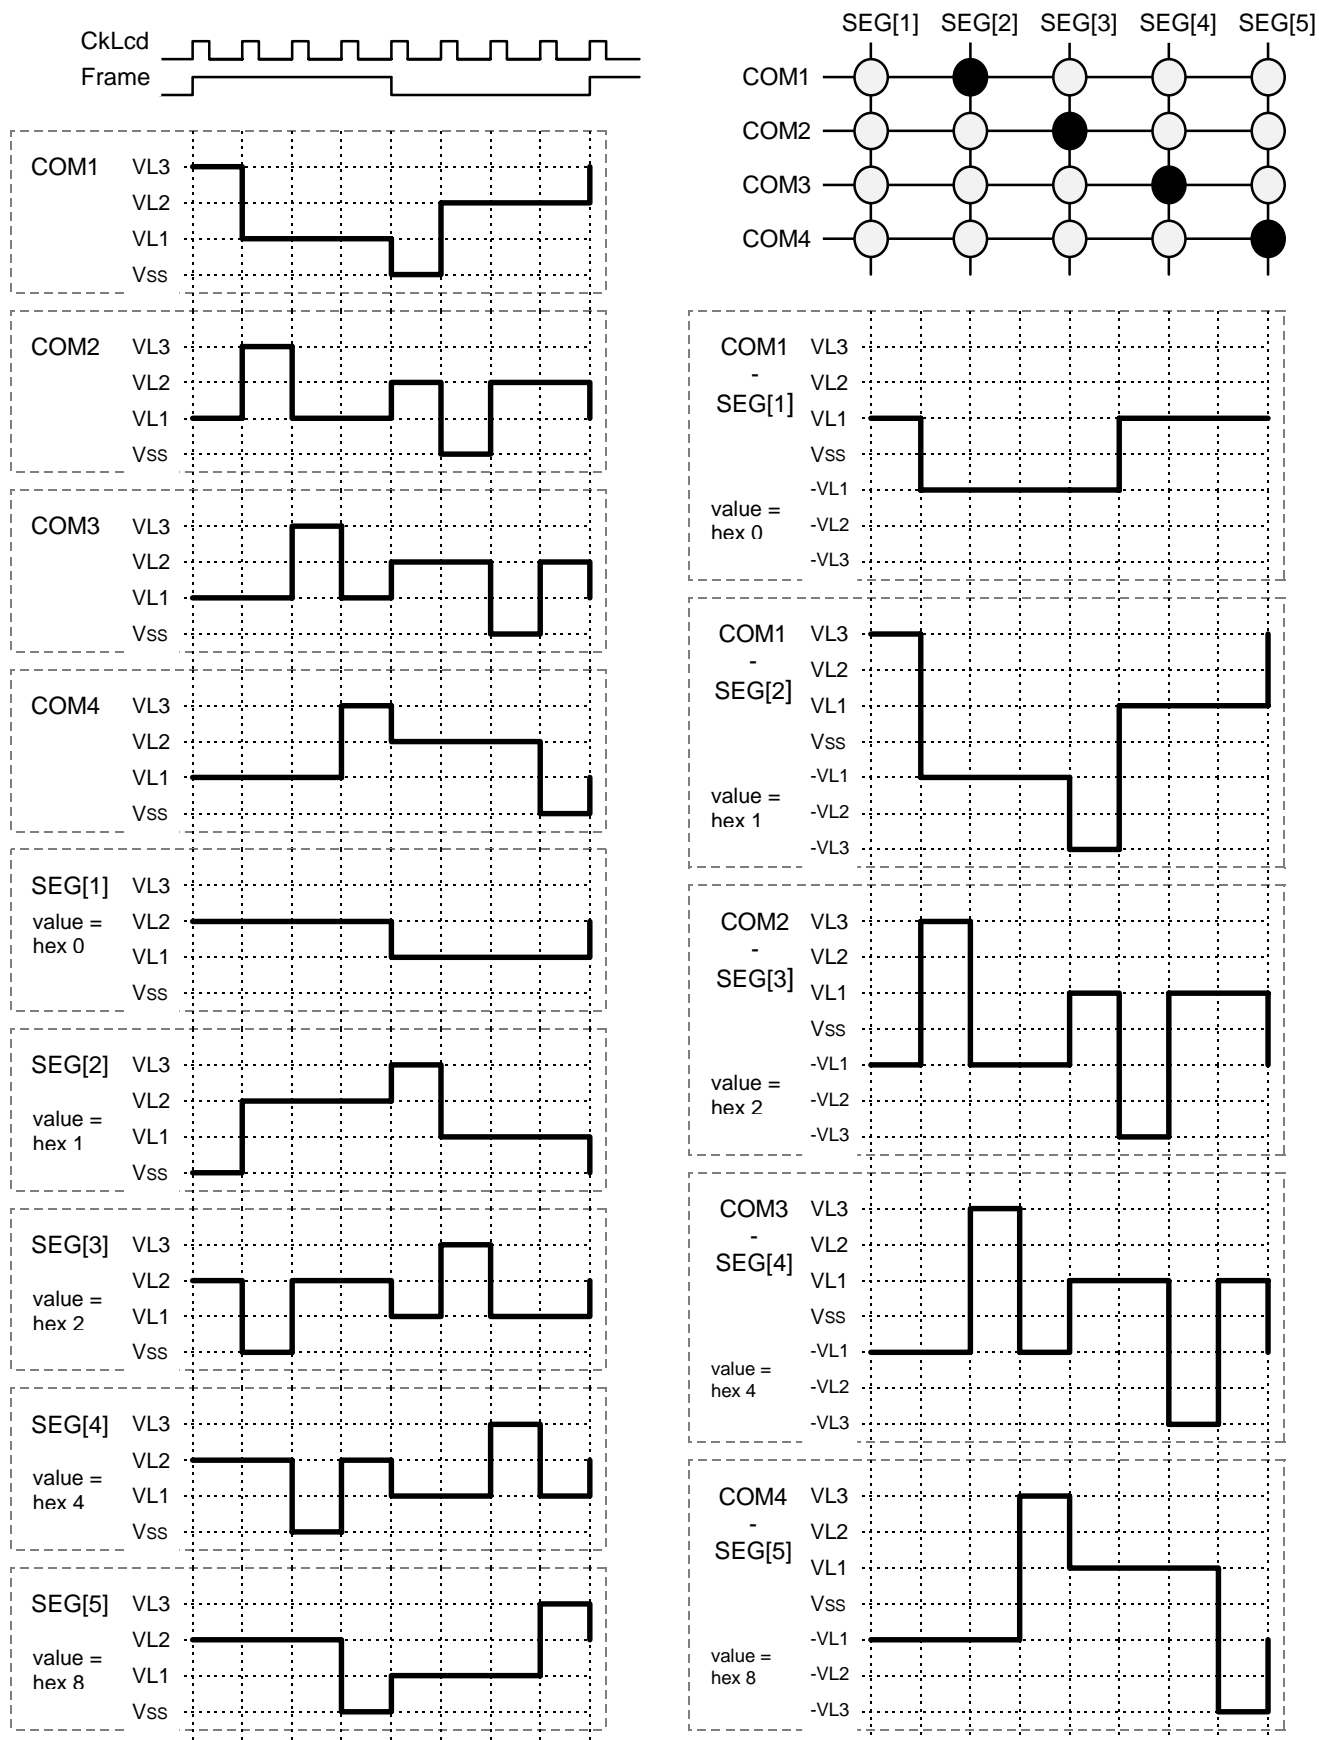 CkLcd
Frame
COM1
VL3
VL2
VL1
Vss
COM2
VL3
VL2
VL1
Vss
COM3
VL3
VL2
VL1
Vss
COM4
VL3
VL2
VL1
Vss
SEG[1]
value =
hex 0
VL3
VL2
VL1
Vss
SEG[2]
value =
hex 1
VL3
VL2
VL1
Vss
SEG[3]
value =
hex 2
VL3
VL2
VL1
Vss
SEG[4]
value =
hex 4
VL3
VL2
VL1
Vss
SEG[5]
value =
hex 8
VL3
VL2
VL1
Vss
SEG[1] SEG[2] SEG[3] SEG[4] SEG[5]
COM1
COM2
COM3
COM4
COM1
-
SEG[1]
value =
hex 0
VL3
VL2
VL1
Vss
-VL1
-VL2
-VL3
COM1
-
SEG[2]
value =
hex 1
VL3
VL2
VL1
Vss
-VL1
-VL2
-VL3
COM2
-
SEG[3]
value =
hex 2
VL3
VL2
VL1
Vss
-VL1
-VL2
-VL3
COM3
-
SEG[4]
value =
hex 4
VL3
VL2
VL1
Vss
-VL1
-VL2
-VL3
COM4
-
SEG[5]
value =
hex 8
VL3
VL2
VL1
Vss
-VL1
-VL2
-VL3